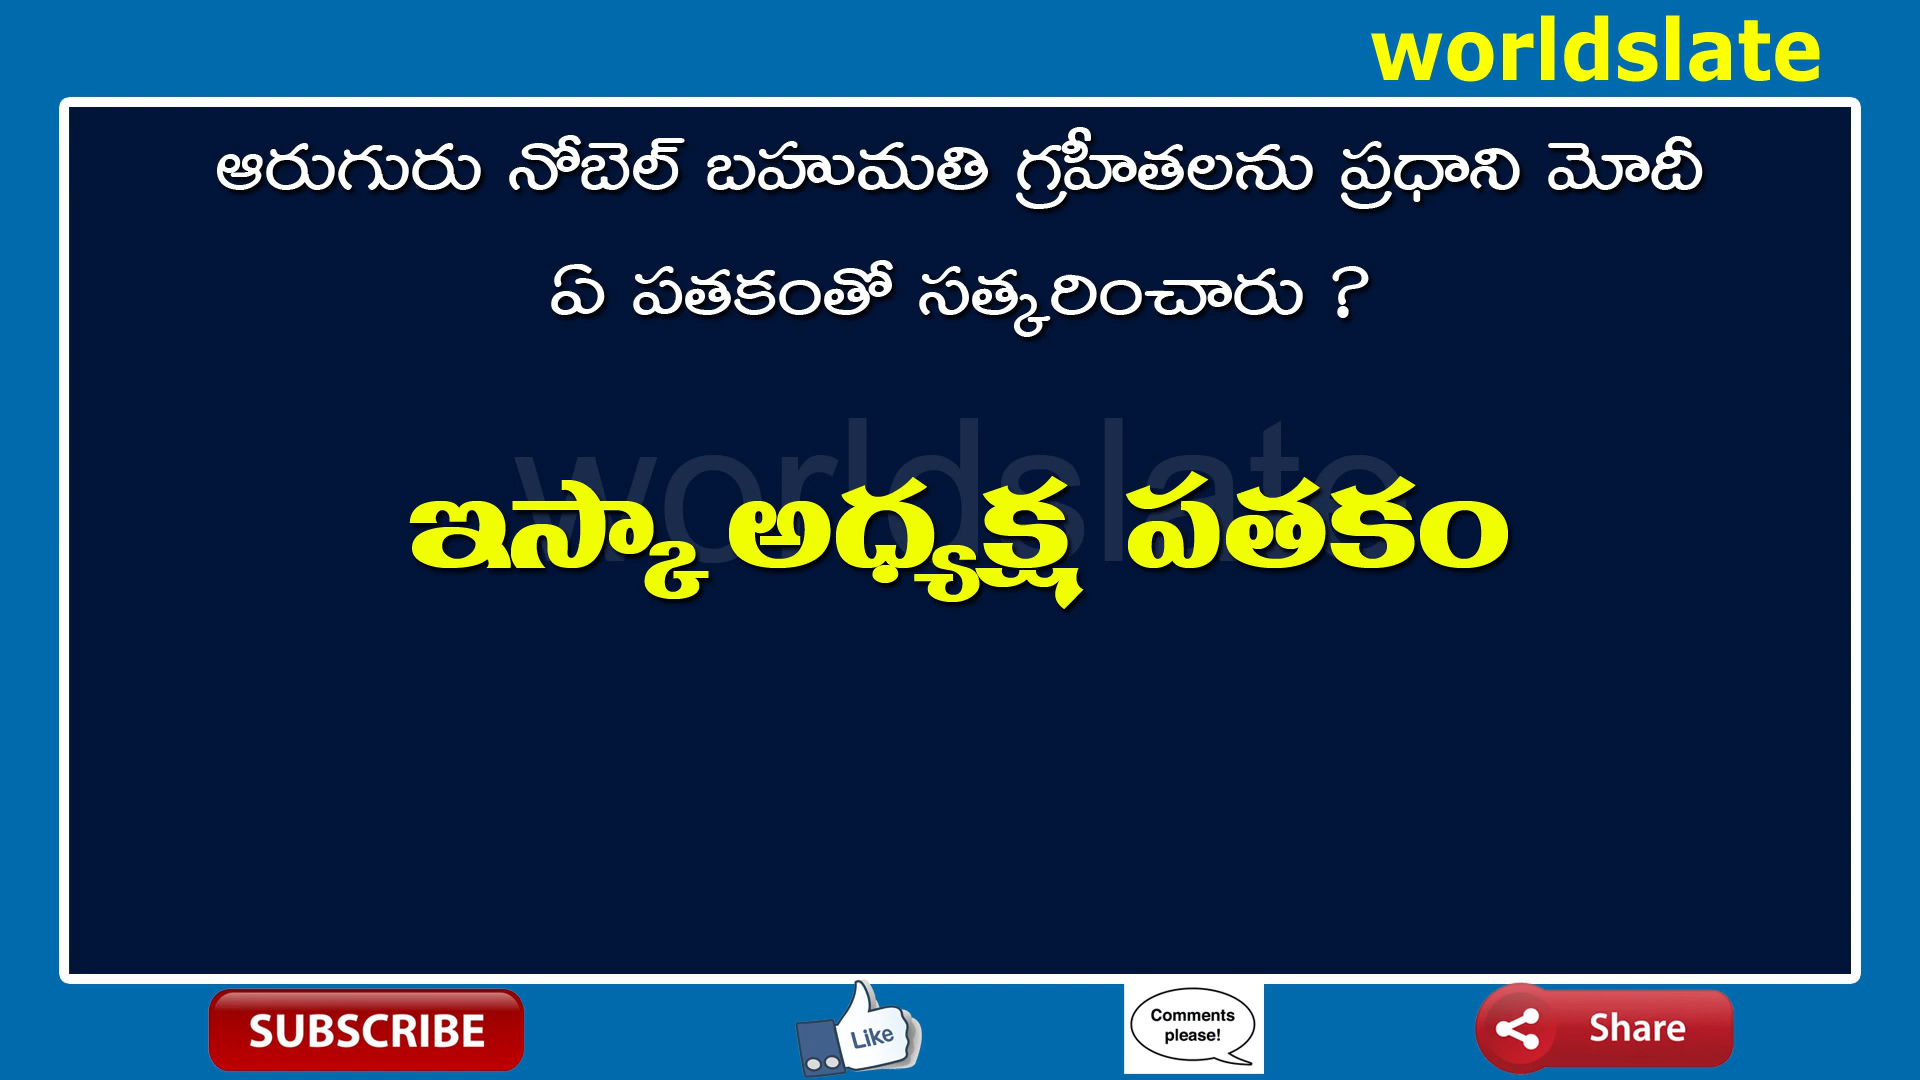 worldslate
ఆరుగురు నోబెల్ బహుమతి గ్రహీతలను ప్రధాని మోదీ
ఏ పతకంతో సత్కరించారు ?
worldslate
ఇస్కా అధ్యక్ష పతకం
SUBSCRIBE
Like
Comments
please!
Share